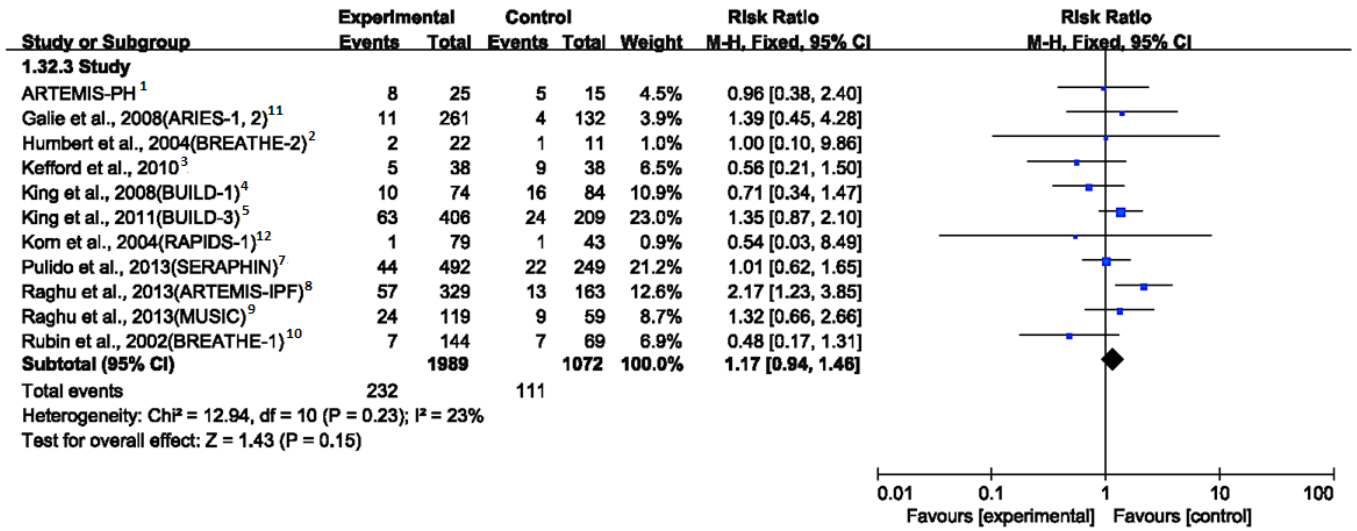 Experimental Control Risk Ratio Risk Ratio
Study or Subgroup Events Total Events Total Weight M-H, Fixed, 95% CI M-H, Fixed, 95% CI
1.32.3 Study
ARTEMIS-PH 1 8 25 5 15 4.5% 0.96 [0.38, 2.40]
Galie et al., 2008(ARIES-1, 2) 11 11 261 4 132 3.9% 1.39 [0.45, 4.28]
Humbert et al., 2004(BREATHE-2) 2 2 22 1 11 1.0% 1.00 [0.10, 9.86]
Kefford et al., 2010 3 5 38 9 38 6.5% 0.56 [0.21, 1.50]
King et al., 2008(BUILD-1) 4 10 74 16 84 10.9% 0.71 [0.34, 1.47]
King et al., 2011(BUILD-3) 5 63 406 24 209 23.0% 1.35 [0.87, 2.10]
Korn et al., 2004(RAPIDS-1) 12 1 79 1 43 0.9% 0.54 [0.03, 8.49]
Pulido et al., 2013(SERAPHIN) 7 44 492 22 249 21.2% 1.01 [0.62, 1.65]
Raghu et al., 2013(ARTEMIS-IPF) 8 57 329 13 163 12.6% 2.17 [1.23, 3.85]
Raghu et al., 2013(MUSIC) 9 24 119 9 59 8.7% 1.32 [0.66, 2.66]
Rubin et al., 2002(BREATHE-1) 10 7 144 7 69 6.9% 0.48 [0.17, 1.31]
Subtotal (95% CI) 1989 1072 100.0% 1.17 [0.94, 1.46]
Total events 232 111
Heterogeneity: Chi² = 12.94, df = 10 (P = 0.23); I² = 23%
Test for overall effect: Z = 1.43 (P = 0.15)
0.01 0.1 1 10 100
Favours [experimental] Favours [control]